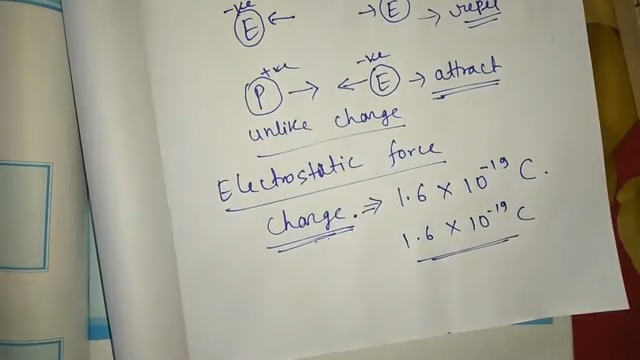 -ve
E ← → E → repel
+ve -ve
P → ← E → attract
unlike charge
Electrostatic force
Charge. ⇒ 1.6 × 10⁻¹⁹ C.
1.6 × 10⁻¹⁹ C